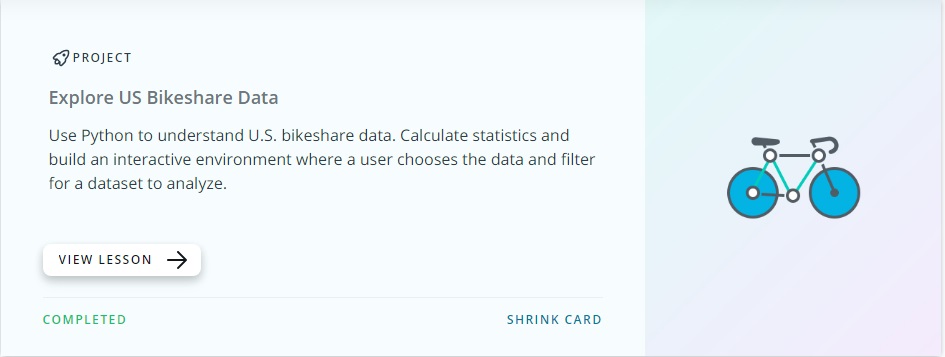 PROJECT
Explore US Bikeshare Data
Use Python to understand U.S. bikeshare data. Calculate statistics and
build an interactive environment where a user chooses the data and filter
for a dataset to analyze.
VIEW LESSON
COMPLETED
SHRINK CARD